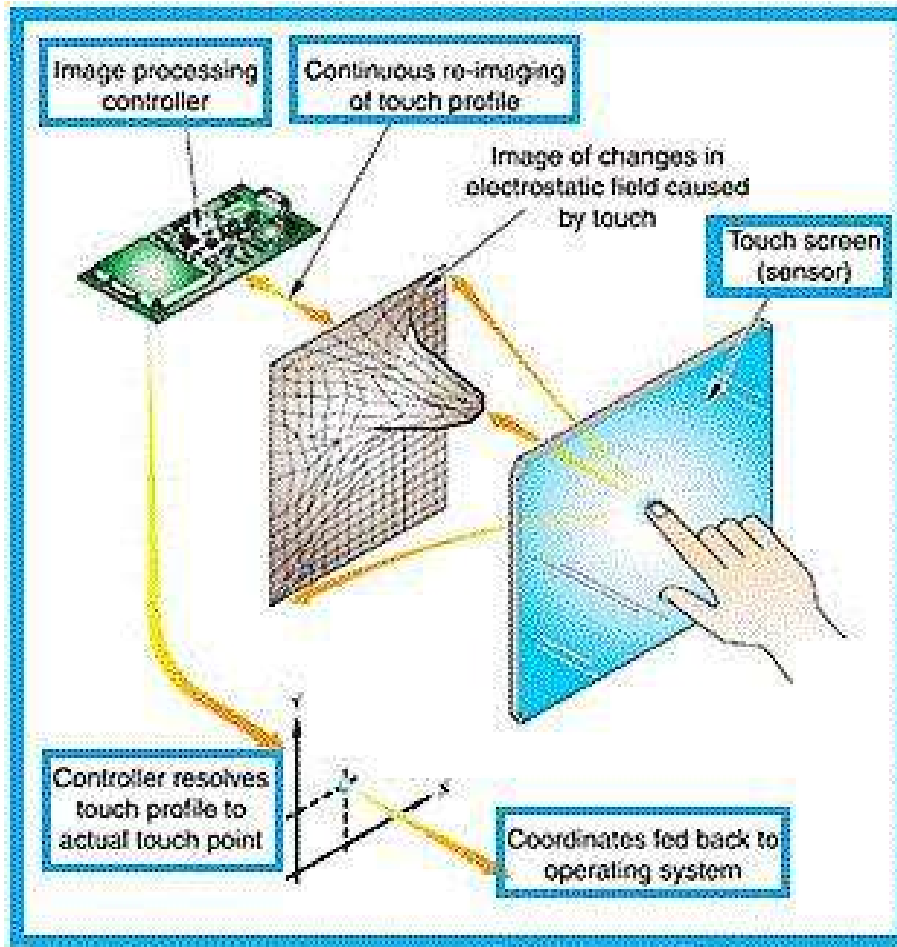 Image processing
controller
Continuous re-imaging
of touch profile
Image of changes in
electrostatic field caused
by touch
Touch screen
(sensor)
Y
X
Controller resolves
touch profile to
actual touch point
Coordinates fed back to
operating system